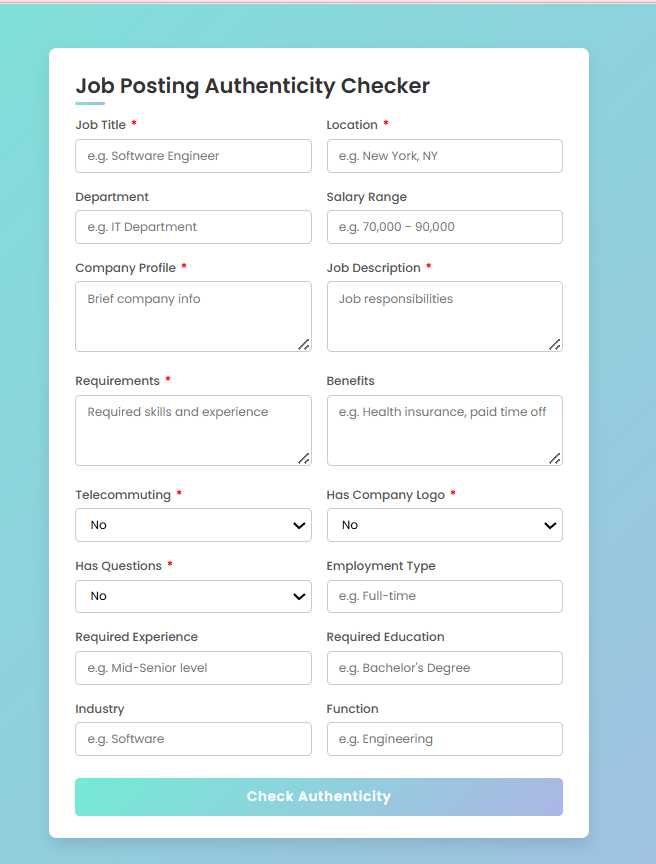 Job Posting Authenticity Checker
Job Title *
Location *
e.g. Software Engineer
e.g. New York, NY
Department
Salary Range
e.g. IT Department
e.g. 70,000 - 90,000
Company Profile *
Job Description *
Brief company info
Job responsibilities
Requirements *
Benefits
Required skills and experience
e.g. Health insurance, paid time off
Telecommuting *
Has Company Logo *
No
No
Has Questions *
Employment Type
No
e.g. Full-time
Required Experience
Required Education
e.g. Mid-Senior level
e.g. Bachelor's Degree
Industry
Function
e.g. Software
e.g. Engineering
Check Authenticity